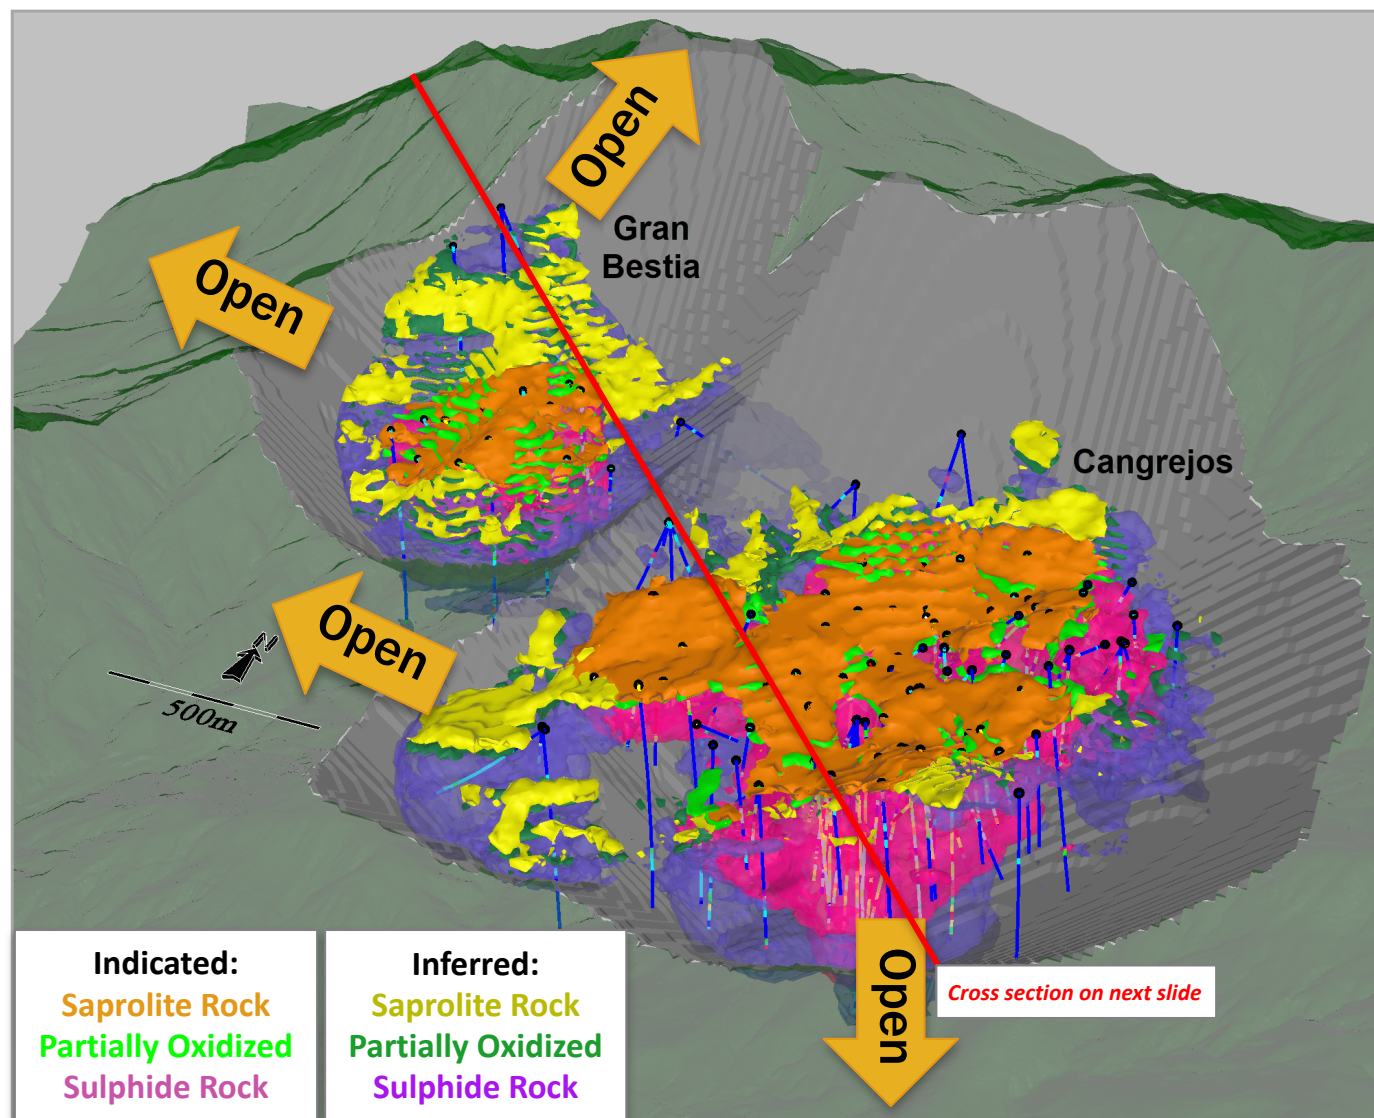 Open
Gran
Bestia
Open
Cangrejos
Open
N
500m
Open
Cross section on next slide
Indicated:
Saprolite Rock
Partially Oxidized
Sulphide Rock
Inferred:
Saprolite Rock
Partially Oxidized
Sulphide Rock